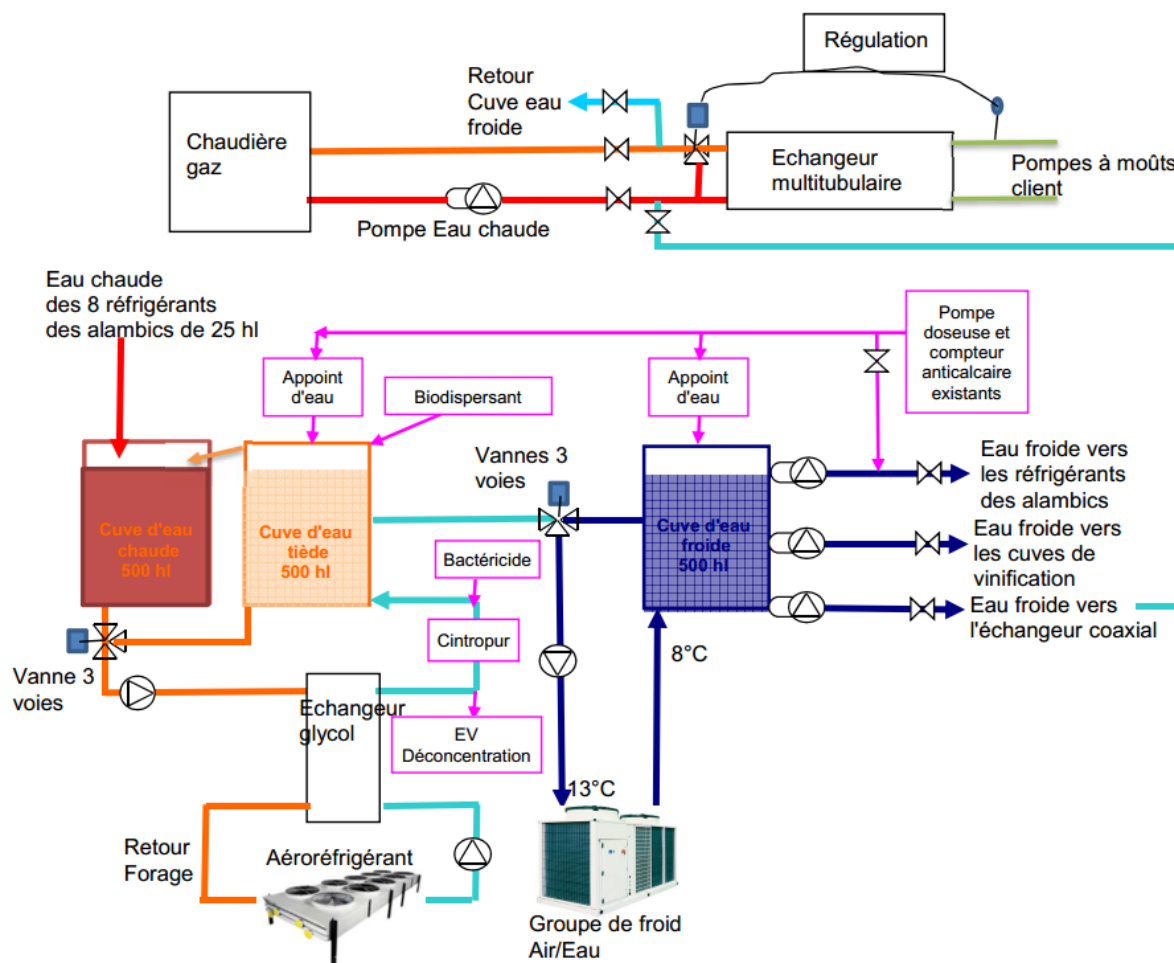 Régulation
Retour
Cuve eau
froide
Chaudière
gaz
Echangeur
multitubulaire
Pompes à moûts
client
Pompe Eau chaude
Eau chaude
des 8 réfrigérants
des alambics de 25 hl
Pompe
doseuse et
compteur
anticalcaire
existants
Appoint
d'eau
Biodispersant
Appoint
d'eau
Vannes 3
voies
Eau froide vers
les réfrigérants
des alambics
Cuve d'eau
chaude
500 hl
Cuve d'eau
tiède
500 hl
Cuve d'eau
froide
500 hl
Eau froide vers
les cuves de
vinification
Bactéricide
Eau froide vers
l'échangeur coaxial
Cintropur
8°C
Vanne 3
voies
Echangeur
glycol
EV
Déconcentration
13°C
Retour
Forage
Aéroréfrigérant
Groupe de froid
Air/Eau